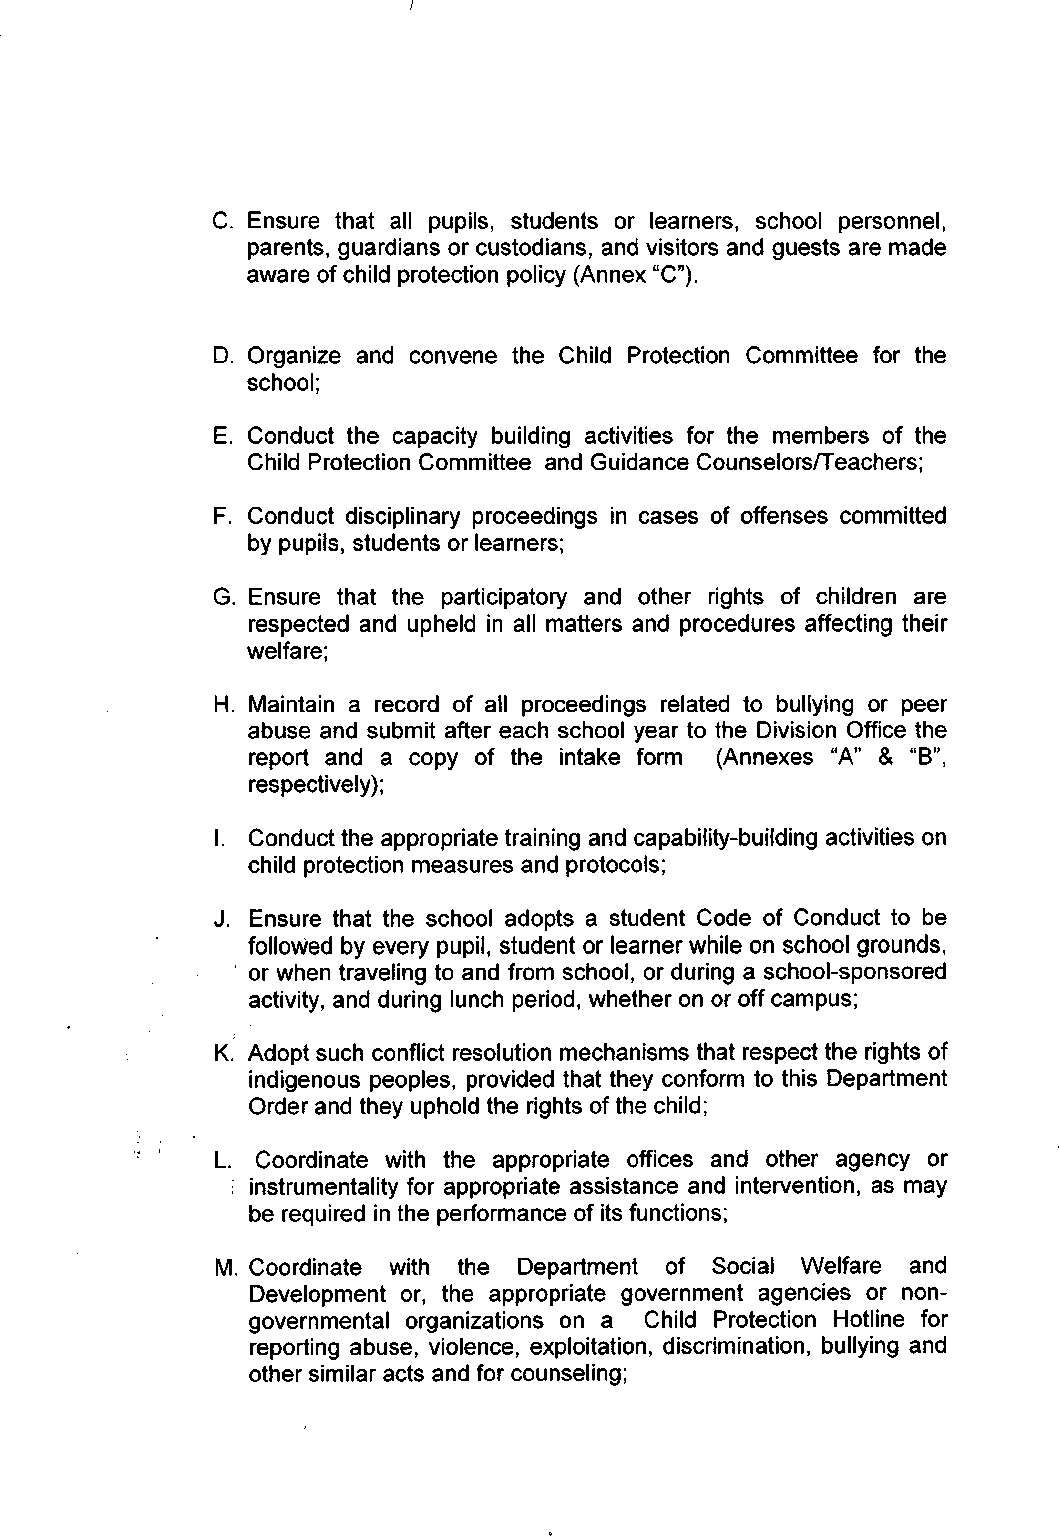 C. Ensure that all pupils, students or learners, school personnel,
parents, guardians or custodians, and visitors and guests are made
aware of child protection policy (Annex “C”).
D. Organize and convene the Child Protection Committee for the
school;
E. Conduct the capacity building activities for the members of the
Child Protection Committee and Guidance Counselors/Teachers;
F. Conduct disciplinary proceedings in cases of offenses committed
by pupils, students or learners;
G. Ensure that the participatory and other rights of children are
respected and upheld in all matters and procedures affecting their
welfare;
H. Maintain a record of all proceedings related to bullying or peer
abuse and submit after each school year to the Division Office the
report and a copy of the intake form (Annexes “A” & “B”,
respectively);
I. Conduct the appropriate training and capability-building activities on
child protection measures and protocols;
J. Ensure that the school adopts a student Code of Conduct to be
followed by every pupil, student or learner while on school grounds,
or when traveling to and from school, or during a school-sponsored
activity, and during lunch period, whether on or off campus;
K. Adopt such conflict resolution mechanisms that respect the rights of
indigenous peoples, provided that they conform to this Department
Order and they uphold the rights of the child;
L. Coordinate with the appropriate offices and other agency or
instrumentality for appropriate assistance and intervention, as may
be required in the performance of its functions;
M. Coordinate with the Department of Social Welfare and
Development or, the appropriate government agencies or non-
governmental organizations on a Child Protection Hotline for
reporting abuse, violence, exploitation, discrimination, bullying and
other similar acts and for counseling;